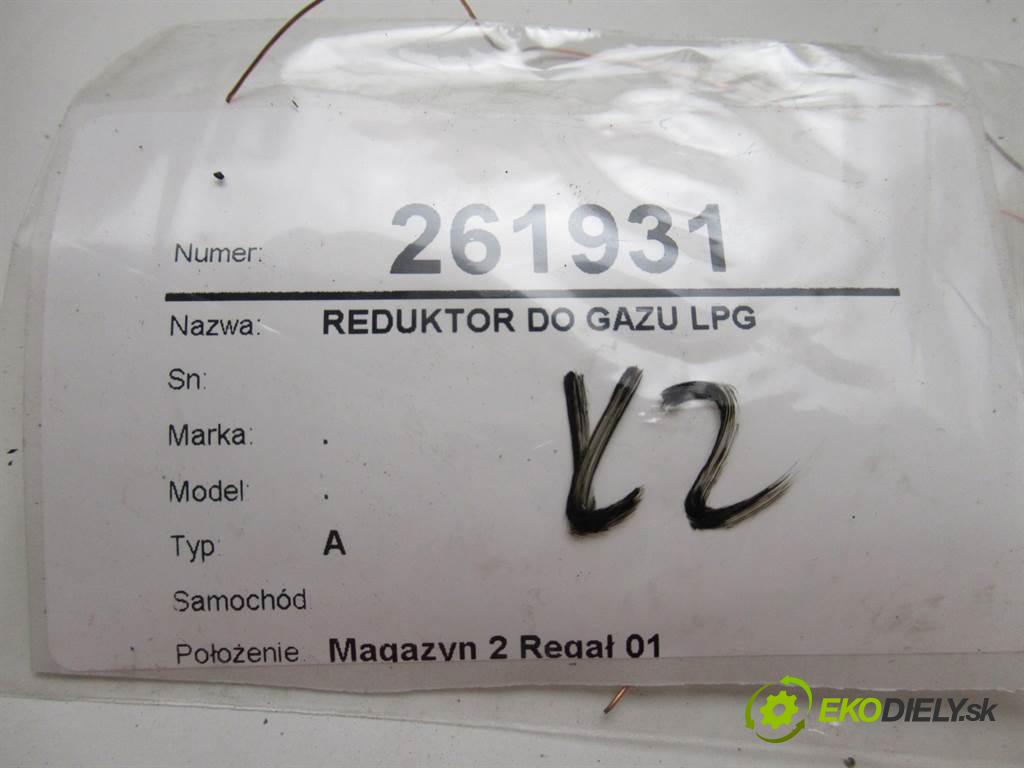 Numer: 261931
Nazwa: REDUKTOR DO GAZU LPG
Sn:
Marka: .
Model: .
Typ: A
Samochód
Położenie. Magazyn 2 Regał 01
EKODIELY.sk